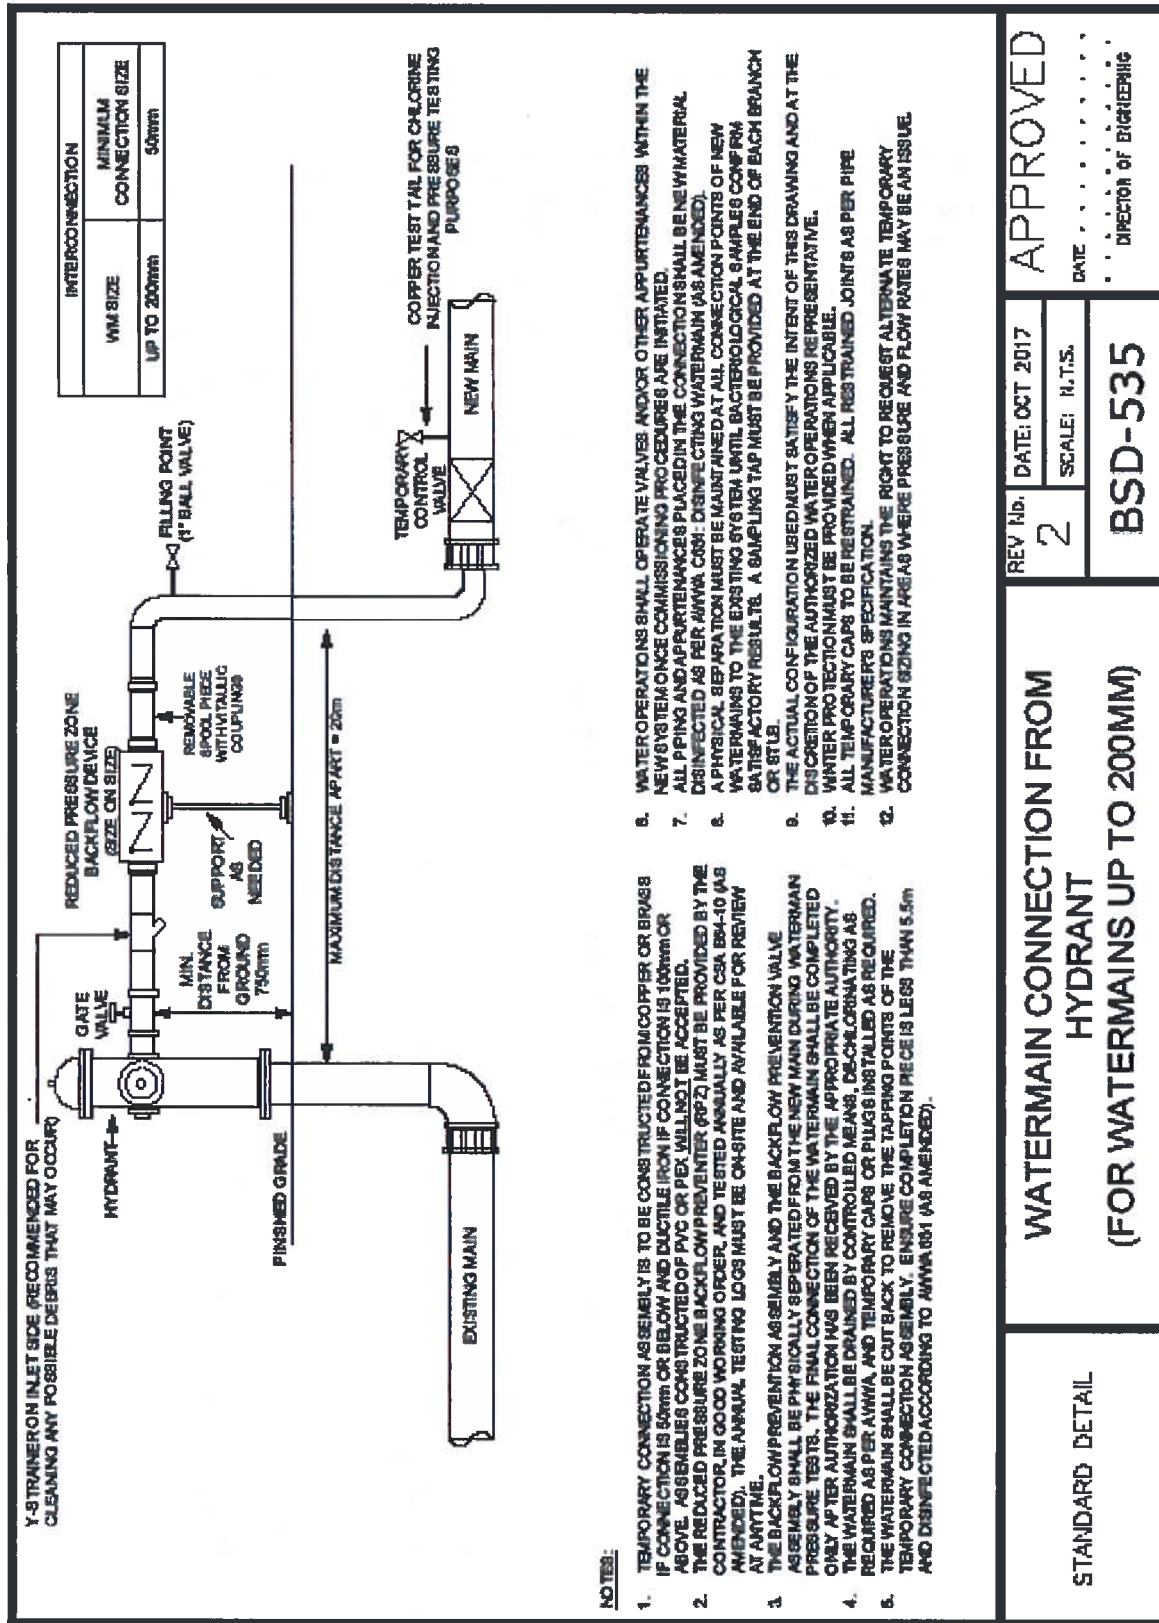 Y-STRAINER ON INLET SIDE (RECOMMENDED FOR
CLEANING ANY POSSIBLE DEBRIS THAT MAY OCCUR)
HYDRANT
GATE
VALVE
FINISHED GRADE
EXISTING MAIN
MIN.
DISTANCE
FROM
GROUND
750mm
REDUCED PRESSURE ZONE
BACKFLOW DEVICE
(SIZE ON SIZE)
SUPPORT
AS
NEEDED
REMOVABLE
SPOOL PIECE
WITH VITAULIC
COUPLINGS
MAXIMUM DISTANCE APART = 20m
FILLING POINT
(1" BALL VALVE)
TEMPORARY
CONTROL
VALVE
NEW MAIN
COPPER TEST TAIL FOR CHLORINE
INJECTION AND PRESSURE TESTING
PURPOSES
INTERCONNECTION
WM SIZE MINIMUM
CONNECTION SIZE
UP TO 200mm 50mm
NOTES:
1. TEMPORARY CONNECTION ASSEMBLY IS TO BE CONSTRUCTED FROM COPPER OR BRASS
IF CONNECTION IS 50mm OR BELOW AND DUCTILE IRON IF CONNECTION IS 100mm OR
ABOVE. ASSEMBLIES CONSTRUCTED OF PVC OR PEX WILL NOT BE ACCEPTED.
2. THE REDUCED PRESSURE ZONE BACKFLOW PREVENTER (RPZ) MUST BE PROVIDED BY THE
CONTRACTOR, IN GOOD WORKING ORDER, AND TESTED ANNUALLY AS PER CSA B64-10 (AS
AMENDED). THE ANNUAL TESTING LOGS MUST BE ON-SITE AND AVAILABLE FOR REVIEW
AT ANYTIME.
3. THE BACKFLOW PREVENTION ASSEMBLY AND THE BACKFLOW PREVENTION VALVE
ASSEMBLY SHALL BE PHYSICALLY SEPERATED FROM THE NEW MAIN DURING WATERMAIN
PRESSURE TESTS. THE FINAL CONNECTION OF THE WATERMAIN SHALL BE COMPLETED
ONLY AFTER AUTHORIZATION HAS BEEN RECEIVED BY THE APPROPRIATE AUTHORITY.
4. THE WATERMAIN SHALL BE DRAINED BY CONTROLLED MEANS, DE-CHLORINATING AS
REQUIRED AS PER AWWA, AND TEMPORARY CAPS OR PLUGS INSTALLED AS REQUIRED.
5. THE WATERMAIN SHALL BE CUT BACK TO REMOVE THE TAPPING POINTS OF THE
TEMPORARY CONNECTION ASSEMBLY. ENSURE COMPLETION PIECE IS LESS THAN 5.5m
AND DISINFECTED ACCORDING TO AWWA 651 (AS AMENDED).
6. WATER OPERATIONS SHALL OPERATE VALVES AND/OR OTHER APPURTENANCES WITHIN THE
NEW SYSTEM ONCE COMMISSIONING PROCEDURES ARE INITIATED.
7. ALL PIPING AND APPURTENANCES PLACED IN THE CONNECTION SHALL BE NEW MATERIAL
DISINFECTED AS PER AWWA C651: DISINFECTING WATERMAIN (AS AMENDED).
8. A PHYSICAL SEPARATION MUST BE MAINTAINED AT ALL CONNECTION POINTS OF NEW
WATERMAINS TO THE EXISTING SYSTEM UNTIL BACTERIOLOGICAL SAMPLES CONFIRM
SATISFACTORY RESULTS. A SAMPLING TAP MUST BE PROVIDED AT THE END OF EACH BRANCH
OR STUB.
9. THE ACTUAL CONFIGURATION USED MUST SATISFY THE INTENT OF THIS DRAWING AND AT THE
DISCRETION OF THE AUTHORIZED WATER OPERATIONS REPRESENTATIVE.
10. WINTER PROTECTION MUST BE PROVIDED WHEN APPLICABLE.
11. ALL TEMPORARY CAPS TO BE RESTRAINED. ALL RESTRAINED JOINTS AS PER PIPE
MANUFACTURER'S SPECIFICATION.
12. WATER OPERATIONS MAINTAINS THE RIGHT TO REQUEST ALTERNATE TEMPORARY
CONNECTION SIZING IN AREAS WHERE PRESSURE AND FLOW RATES MAY BE AN ISSUE.
STANDARD DETAIL
WATERMAIN CONNECTION FROM
HYDRANT
(FOR WATERMAINS UP TO 200MM)
REV No. 2
DATE: OCT 2017
SCALE: N.T.S.
BSD-535
APPROVED
DATE . . . . . . . . .
. . . . . . . . . . . .
DIRECTOR OF ENGINEERING